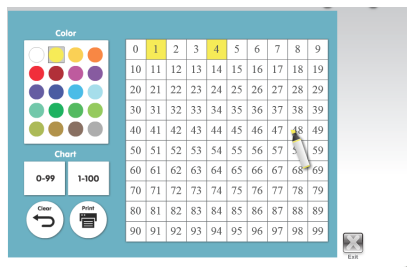 Color
Chart
0-99 1-100
Clear Print
0 1 2 3 4 5 6 7 8 9
10 11 12 13 14 15 16 17 18 19
20 21 22 23 24 25 26 27 28 29
30 31 32 33 34 35 36 37 38 39
40 41 42 43 44 45 46 47 48 49
50 51 52 53 54 55 56 57 59
60 61 62 63 64 65 66 67 68 69
70 71 72 73 74 75 76 77 78 79
80 81 82 83 84 85 86 87 88 89
90 91 92 93 94 95 96 97 98 99
Exit